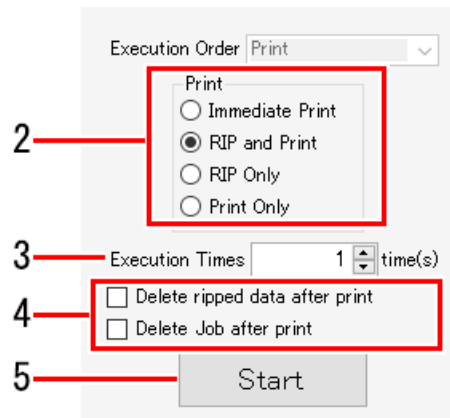 Execution Order Print
Print
2
Immediate Print
RIP and Print
RIP Only
Print Only
3 Execution Times 1 time(s)
4
Delete ripped data after print
Delete Job after print
5 Start